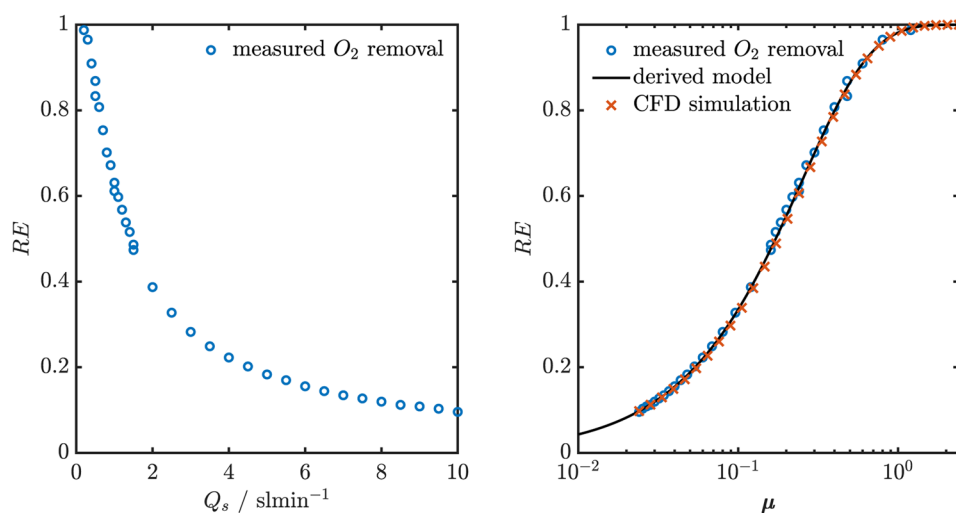 1
0.8
0.6
0.4
0.2
0
RE
0 2 4 6 8 10
Q_s / slmin⁻¹
measured O₂ removal
1
0.8
0.6
0.4
0.2
0
RE
10⁻² 10⁻¹ 10⁰
μ
measured O₂ removal
derived model
CFD simulation